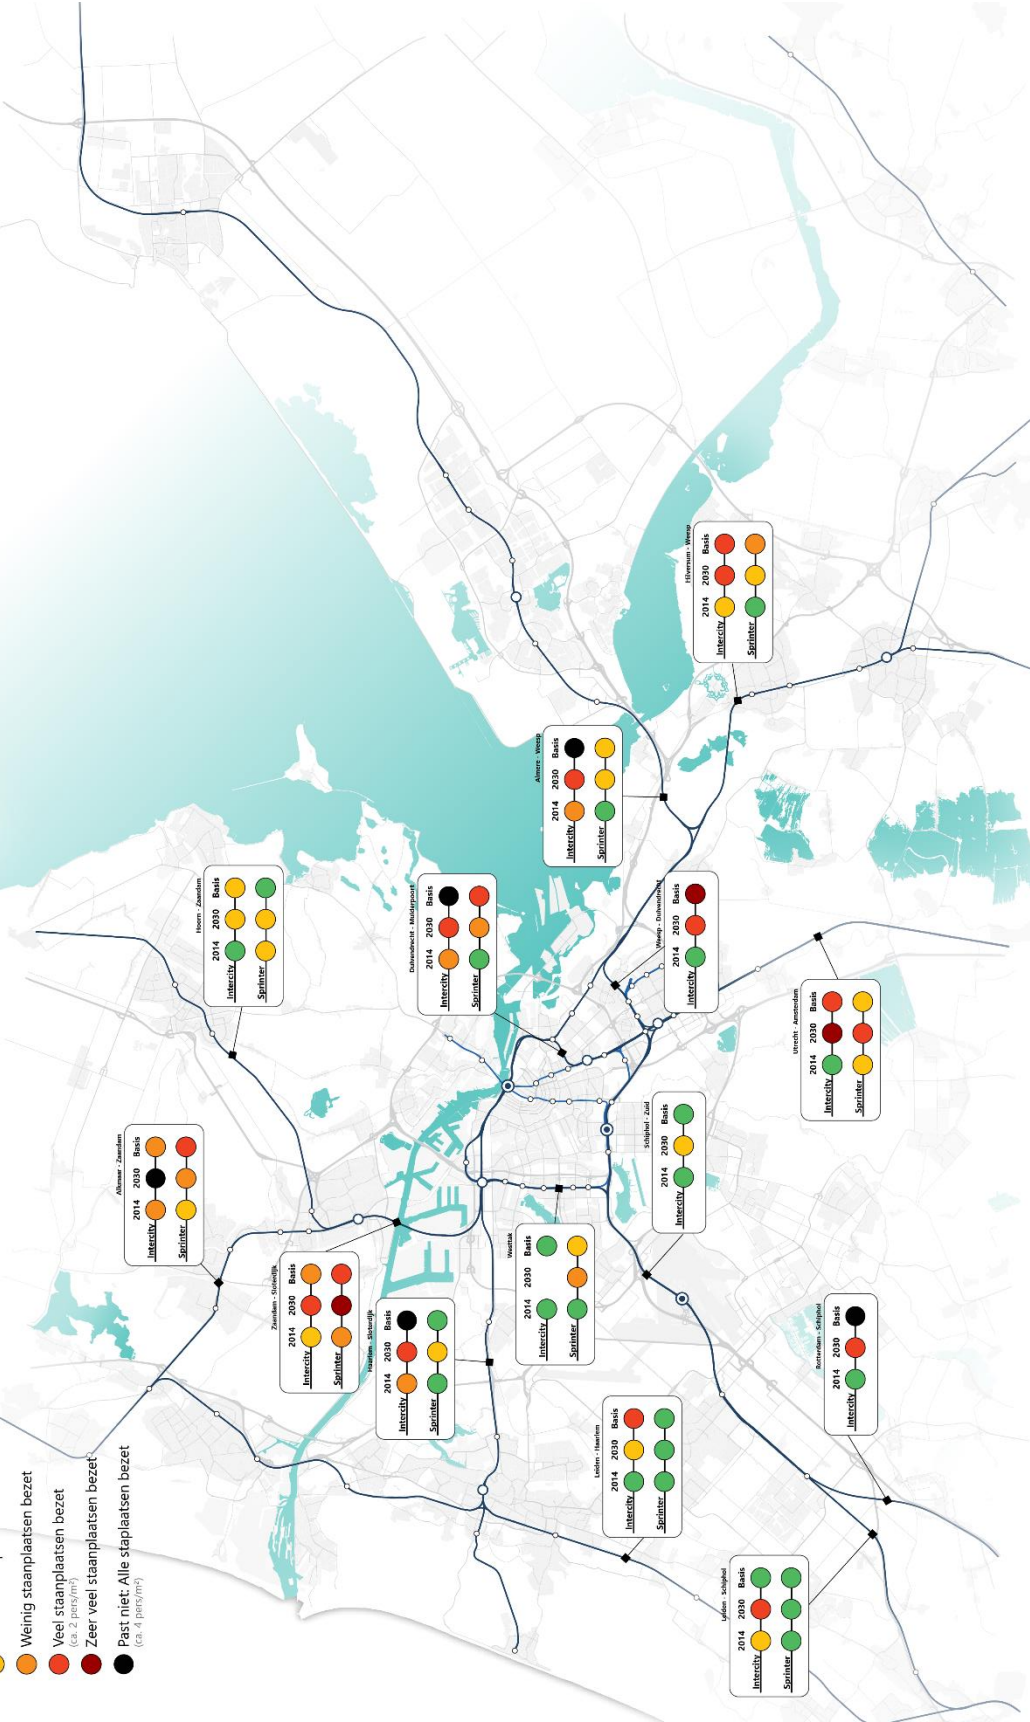 Weinig staanplaatsen bezet
Veel staanplaatsen bezet
(ca. 2 pers/m²)
Zeer veel staanplaatsen bezet
Past niet: Alle staplaatsen bezet
(ca. 4 pers/m²)
Alkmaar - Zaandam
2014 2030 Basis
Intercity
Sprinter
Hoorn - Zaandam
2014 2030 Basis
Intercity
Sprinter
Zaandam - Sloterdijk
2014 2030 Basis
Intercity
Sprinter
Haarlem - Sloterdijk
2014 2030 Basis
Intercity
Sprinter
Duivendrecht - Muiderpoort
2014 2030 Basis
Intercity
Sprinter
Westtak
2014 2030 Basis
Intercity
Sprinter
Almere - Weesp
2014 2030 Basis
Intercity
Sprinter
Leiden - Haarlem
2014 2030 Basis
Intercity
Sprinter
Schiphol - Zuid
2014 2030 Basis
Intercity
Weesp - Duivendrecht
2014 2030 Basis
Intercity
Hilversum - Weesp
2014 2030 Basis
Intercity
Sprinter
Leiden - Schiphol
2014 2030 Basis
Intercity
Sprinter
Utrecht - Amsterdam
2014 2030 Basis
Intercity
Sprinter
Rotterdam - Schiphol
2014 2030 Basis
Intercity